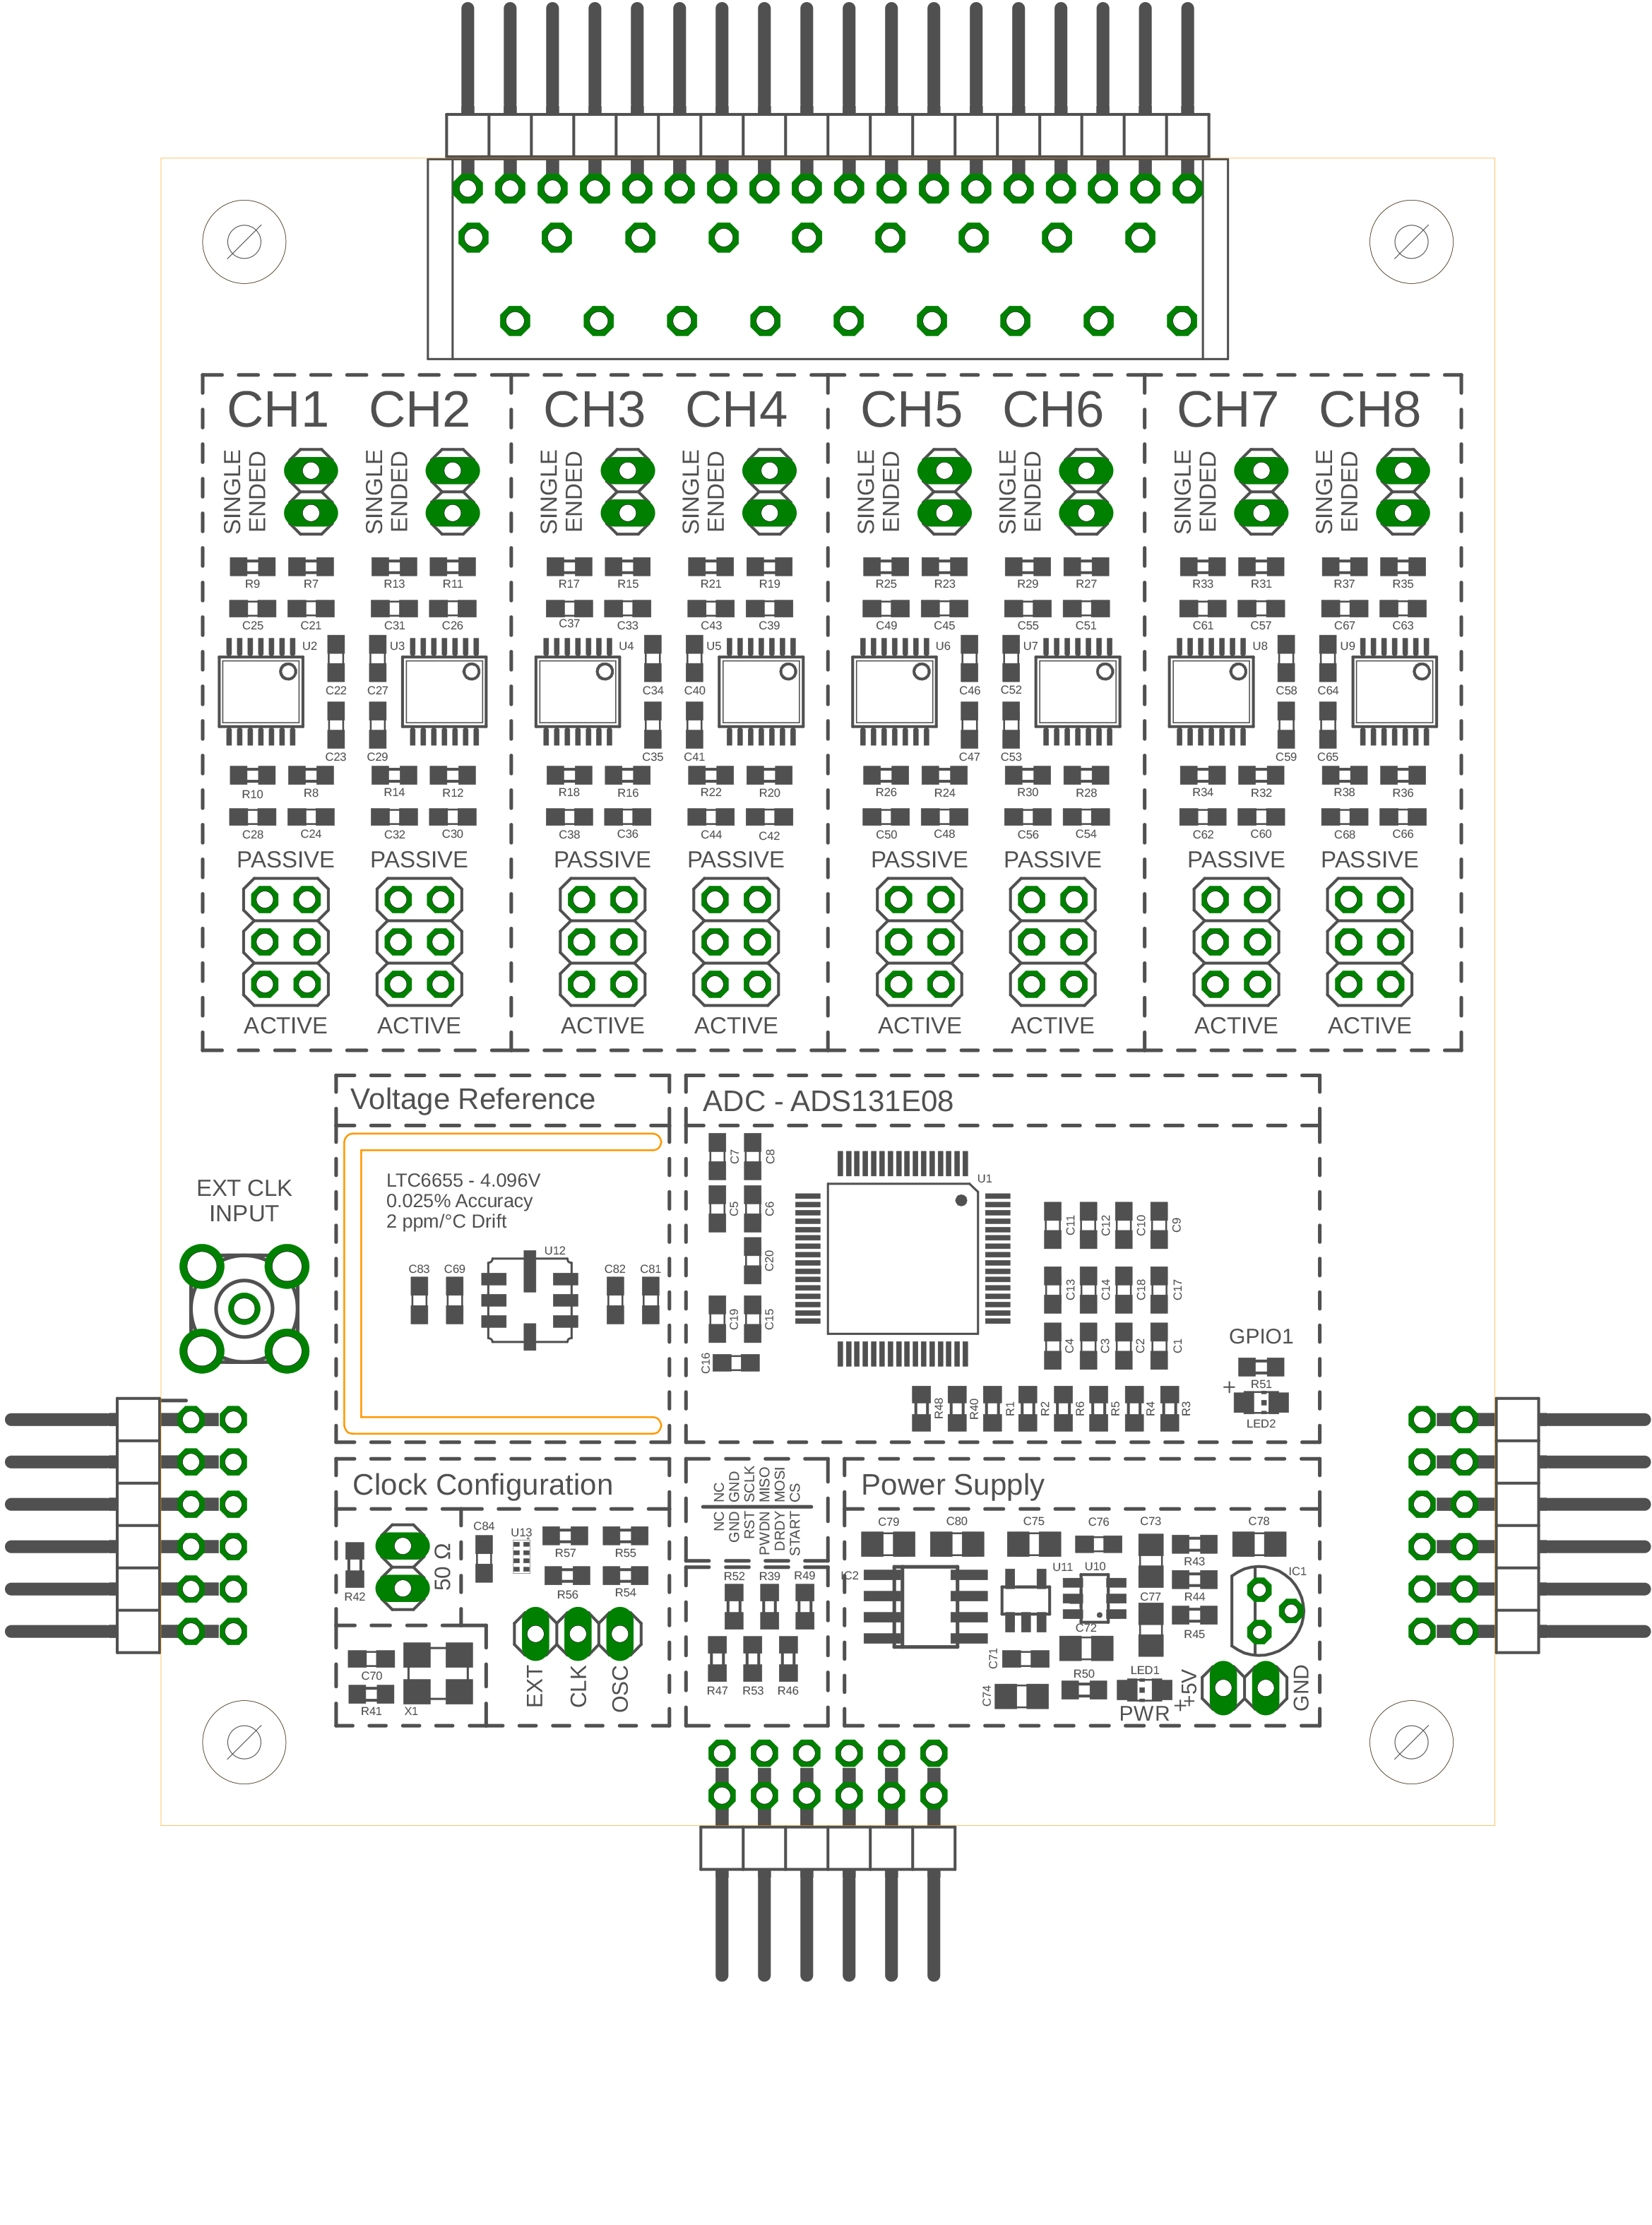 CH1 CH2 CH3 CH4 CH5 CH6 CH7 CH8
SINGLE
ENDED
SINGLE
ENDED
SINGLE
ENDED
SINGLE
ENDED
SINGLE
ENDED
SINGLE
ENDED
SINGLE
ENDED
SINGLE
ENDED
R9 R7 R13 R11 R17 R15 R21 R19 R25 R23 R29 R27 R33 R31 R37 R35
C25 C21 C31 C26 C37 C33 C43 C39 C49 C45 C55 C51 C61 C57 C67 C63
U2 U3 U4 U5 U6 U7 U8 U9
C22 C27 C34 C40 C46 C52 C58 C64
C23 C29 C35 C41 C47 C53 C59 C65
R10 R8 R14 R12 R18 R16 R22 R20 R26 R24 R30 R28 R34 R32 R38 R36
C28 C24 C32 C30 C38 C36 C44 C42 C50 C48 C56 C54 C62 C60 C68 C66
PASSIVE PASSIVE PASSIVE PASSIVE PASSIVE PASSIVE PASSIVE PASSIVE
ACTIVE ACTIVE ACTIVE ACTIVE ACTIVE ACTIVE ACTIVE ACTIVE
EXT CLK
INPUT
Voltage Reference
LTC6655 - 4.096V
0.025% Accuracy
2 ppm/°C Drift
U12
C83 C69 C82 C81
ADC - ADS131E08
C7 C8
U1
C5 C6
C11 C12 C10 C9
C20
C13 C14 C18 C17
C19 C15
C4 C3 C2 C1
C16
GPIO1
R51
+
LED2
R48 R40 R1 R2 R6 R5 R4 R3
Clock Configuration
R42
50 Ω
C84 U13 R57 R55
R56 R54
C70
R41 X1
EXT
CLK
OSC
NC NC
GND GND
RST SCLK
PWDN MISO
DRDY MOSI
START CS
R52 R39 R49
R47 R53 R46
Power Supply
C79 C80 C75 C76 C73 C78
R43
IC2 U11 U10 IC1
C77 R44
C72 R45
C71
C74 R50 LED1
PWR +
+5V
GND